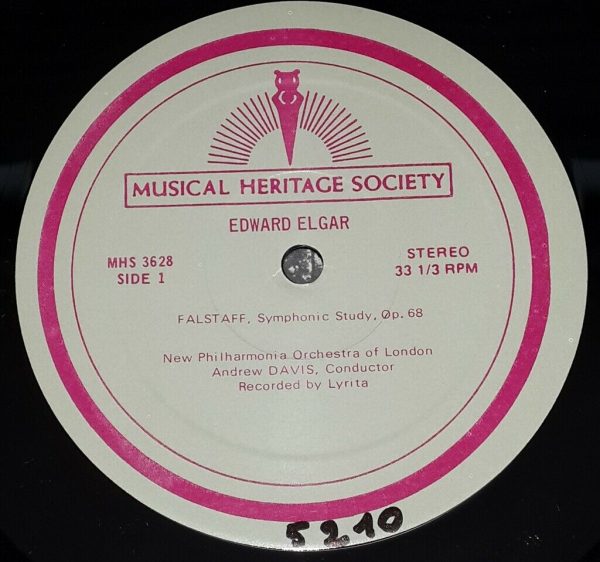 MUSICAL HERITAGE SOCIETY
EDWARD ELGAR
MHS 3628
SIDE 1
STEREO
33 1/3 RPM
FALSTAFF, Symphonic Study, Op. 68
New Philharmonia Orchestra of London
Andrew DAVIS, Conductor
Recorded by Lyrita
5210